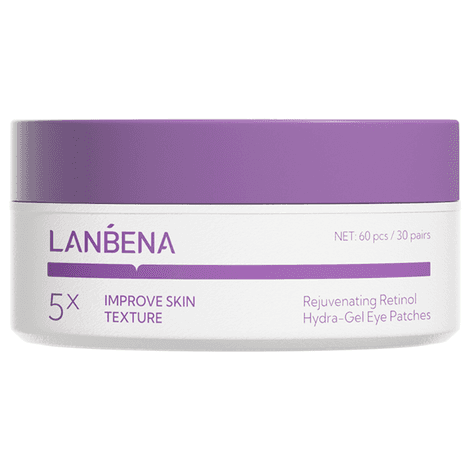 LANBENA
NET: 60 pcs / 30 pairs
5X
IMPROVE SKIN
TEXTURE
Rejuvenating Retinol
Hydra-Gel Eye Patches